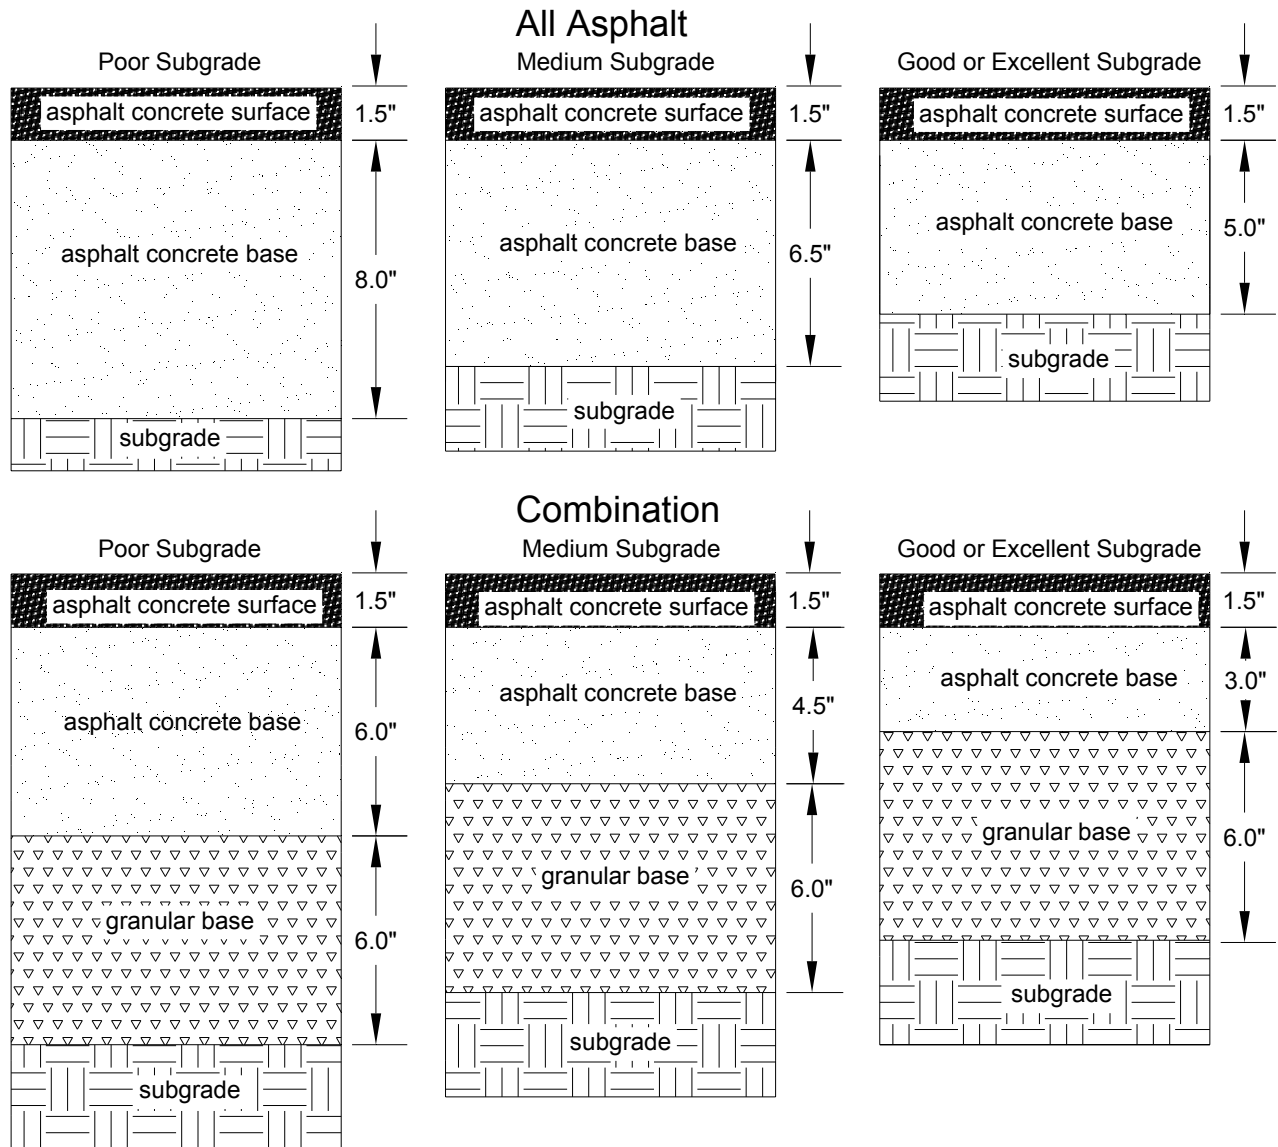 All Asphalt
Poor Subgrade
Medium Subgrade
Good or Excellent Subgrade
asphalt concrete surface
1.5"
asphalt concrete surface
1.5"
asphalt concrete surface
1.5"
asphalt concrete base
8.0"
asphalt concrete base
6.5"
asphalt concrete base
5.0"
subgrade
subgrade
subgrade
Combination
Poor Subgrade
Medium Subgrade
Good or Excellent Subgrade
asphalt concrete surface
1.5"
asphalt concrete surface
1.5"
asphalt concrete surface
1.5"
asphalt concrete base
6.0"
asphalt concrete base
4.5"
asphalt concrete base
3.0"
granular base
6.0"
granular base
6.0"
granular base
6.0"
subgrade
subgrade
subgrade